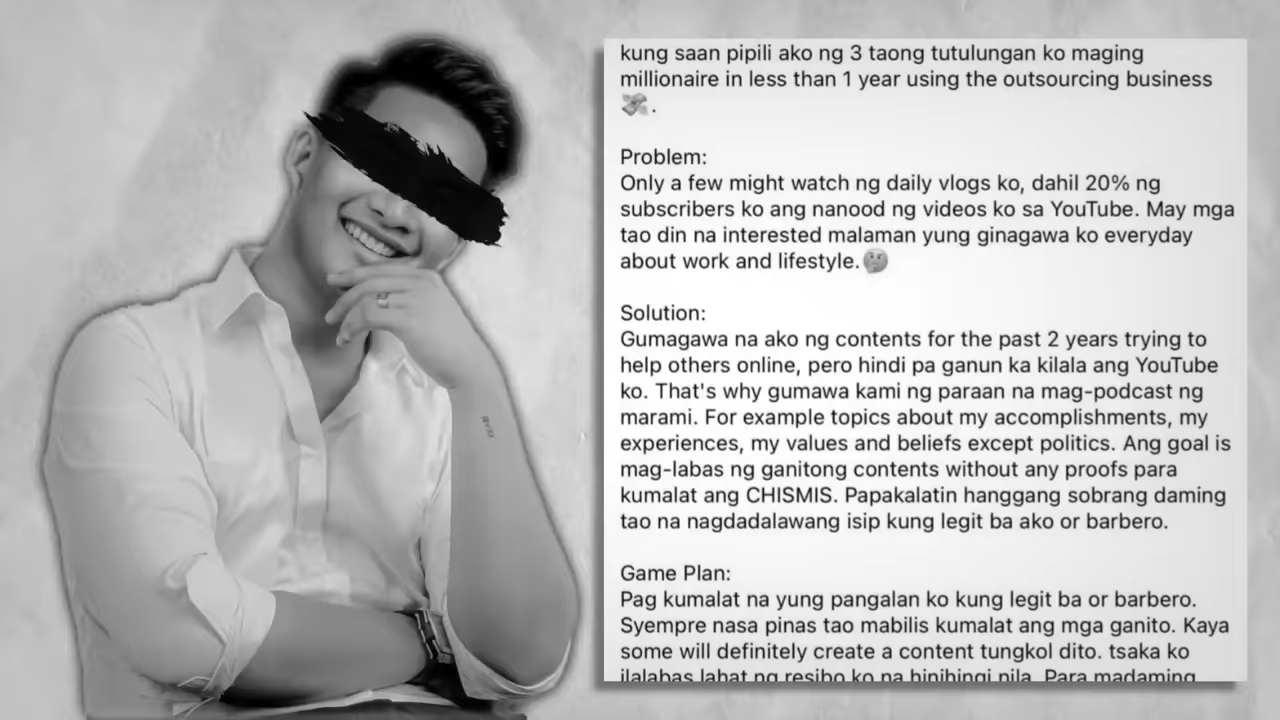 kung saan pipili ako ng 3 taong tutulungan ko maging
millionaire in less than 1 year using the outsourcing business
💸.
Problem:
Only a few might watch ng daily vlogs ko, dahil 20% ng
subscribers ko ang nanood ng videos ko sa YouTube. May mga
tao din na interested malaman yung ginagawa ko everyday
about work and lifestyle.🤔
Solution:
Gumagawa na ako ng contents for the past 2 years trying to
help others online, pero hindi pa ganun ka kilala ang YouTube
ko. That's why gumawa kami ng paraan na mag-podcast ng
marami. For example topics about my accomplishments, my
experiences, my values and beliefs except politics. Ang goal is
mag-labas ng ganitong contents without any proofs para
kumalat ang CHISMIS. Papakalatin hanggang sobrang daming
tao na nagdadalawang isip kung legit ba ako or barbero.
Game Plan:
Pag kumalat na yung pangalan ko kung legit ba or barbero.
Syempre nasa pinas tao mabilis kumalat ang mga ganito. Kaya
some will definitely create a content tungkol dito. tsaka ko
ilalabas lahat ng resibo ko na hinihingi nila. Para madaming